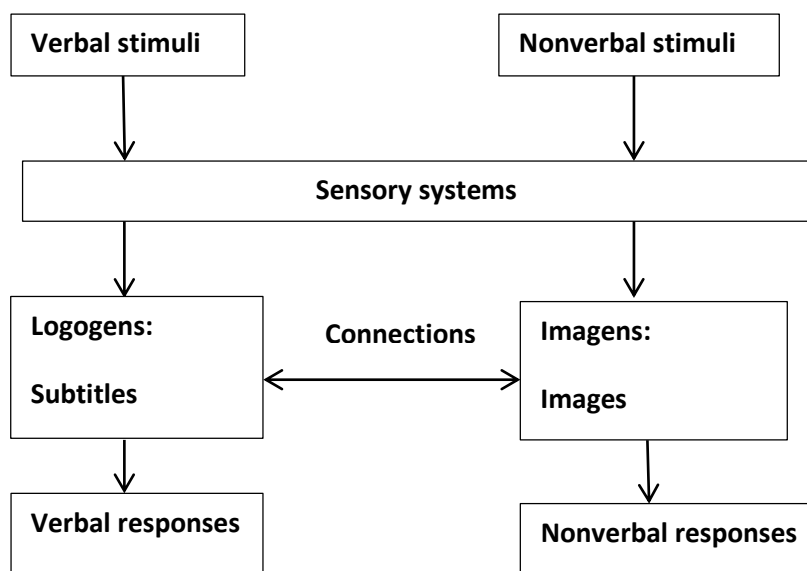 Verbal stimuli
Nonverbal stimuli
Sensory systems
Logogens:
Subtitles
Connections
Imagens:
Images
Verbal responses
Nonverbal responses